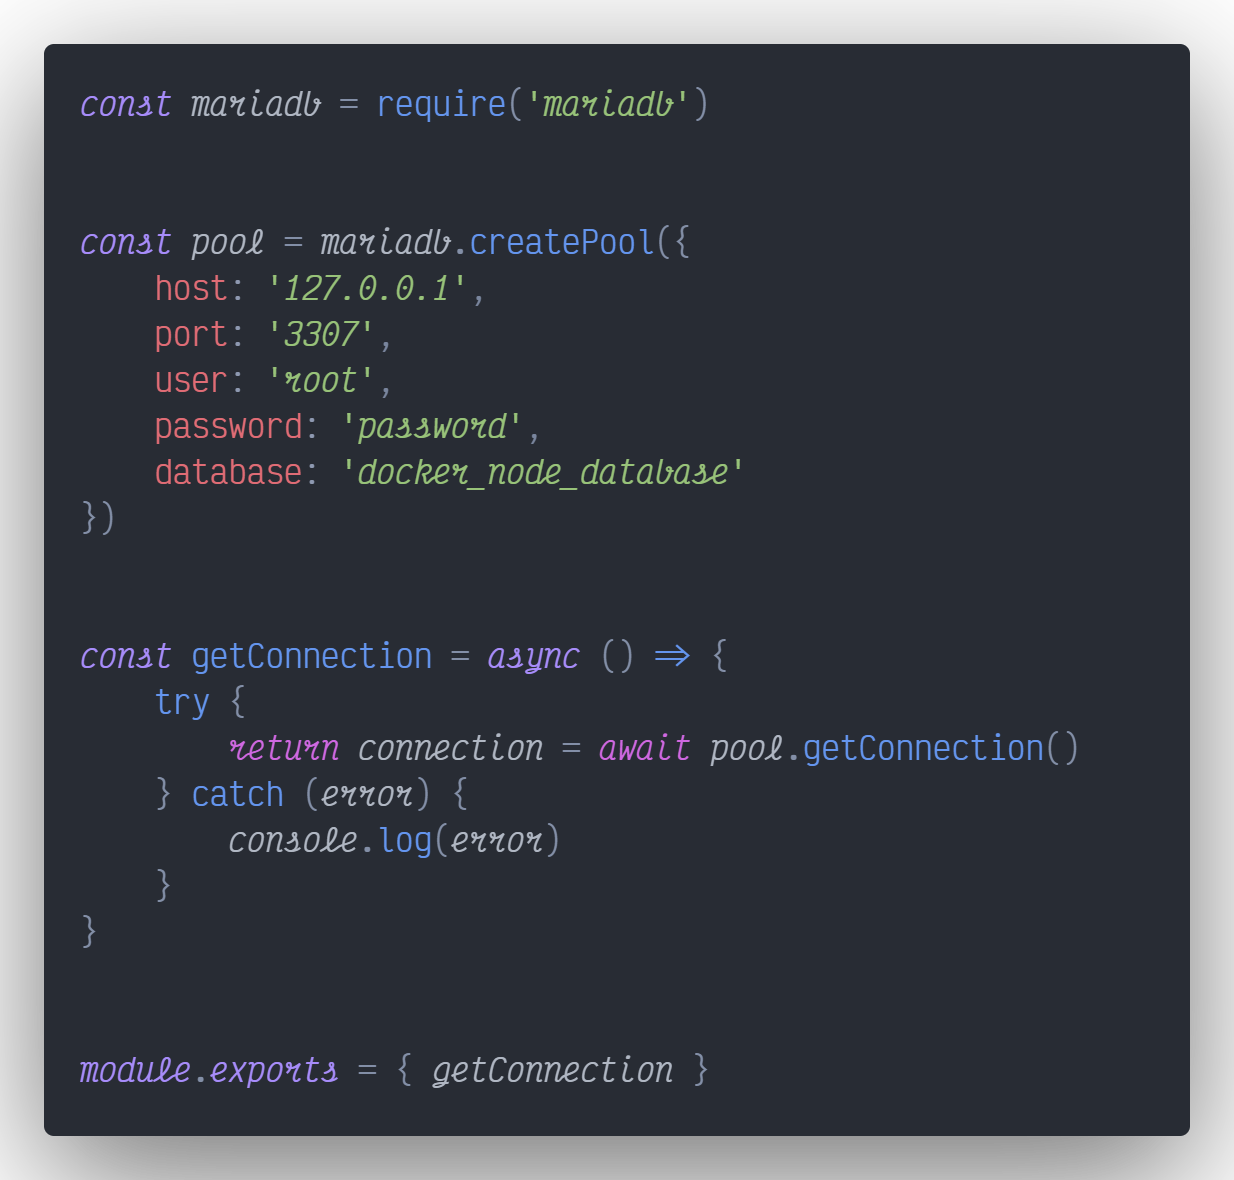 const mariadb = require('mariadb')
const pool = mariadb.createPool({
    host: '127.0.0.1',
    port: '3307',
    user: 'root',
    password: 'password',
    database: 'docker_node_database'
})
const getConnection = async () => {
    try {
        return connection = await pool.getConnection()
    } catch (error) {
        console.log(error)
    }
}
module.exports = { getConnection }